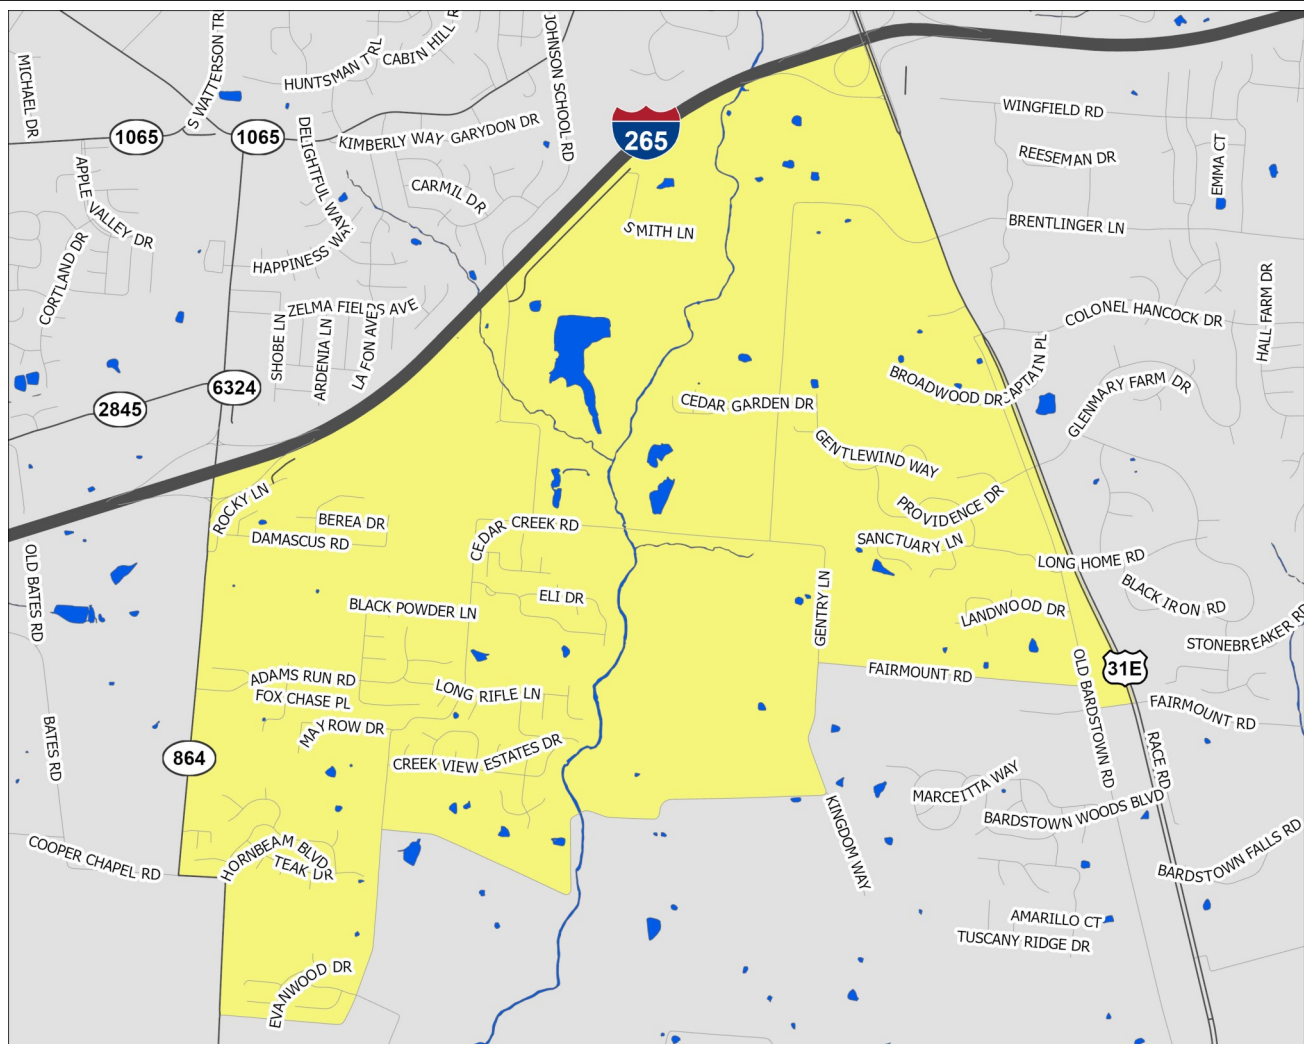 MICHAEL DR
S WATTERSON TRL
HUNTSMAN TRL
CABIN HILL R
JOHNSON SCHOOL RD
1065
1065
DELIGHTFUL WAY
KIMBERLY WAY
GARYDON DR
265
WINGFIELD RD
REESEMAN DR
EMMA CT
APPLE VALLEY DR
CARMIL DR
SMITH LN
BRENTLINGER LN
CORTLAND DR
HAPPINESS WAY
ZELMA FIELDS AVE
SHOBE LN
ARDENIA LN
LA FON AVE
COLONEL HANCOCK DR
HALL FARM DR
6324
2845
BROADWOOD DR
CAPTAIN PL
GLENMARY FARM DR
CEDAR GARDEN DR
GENTLEWIND WAY
ROCKY LN
BEREA DR
DAMASCUS RD
CEDAR CREEK RD
PROVIDENCE DR
SANCTUARY LN
LONG HOME RD
OLD BATES RD
BLACK POWDER LN
ELI DR
GENTRY LN
LANDWOOD DR
BLACK IRON RD
STONEBREAKER RD
ADAMS RUN RD
FOX CHASE PL
LONG RIFLE LN
FAIRMOUNT RD
OLD BARDSTOWN RD
31E
FAIRMOUNT RD
BATES RD
864
MAYROW DR
CREEK VIEW ESTATES DR
RACE RD
MARCEITTA WAY
BARDSTOWN WOODS BLVD
KINGDOM WAY
COOPER CHAPEL RD
HORNBEAM BLVD
TEAK DR
BARDSTOWN FALLS RD
AMARILLO CT
TUSCANY RIDGE DR
EVANWOOD DR